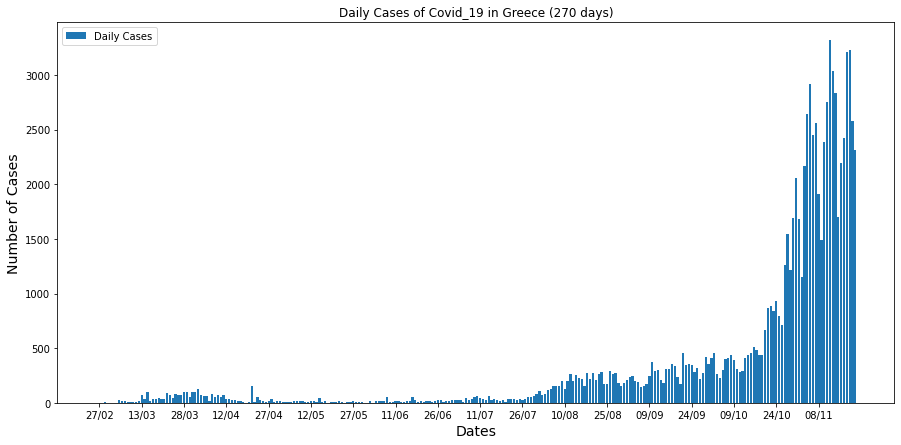 Daily Cases of Covid_19 in Greece (270 days)
Daily Cases
Number of Cases
3000
2500
2000
1500
1000
500
0
27/02 13/03 28/03 12/04 27/04 12/05 27/05 11/06 26/06 11/07 26/07 10/08 25/08 09/09 24/09 09/10 24/10 08/11
Dates